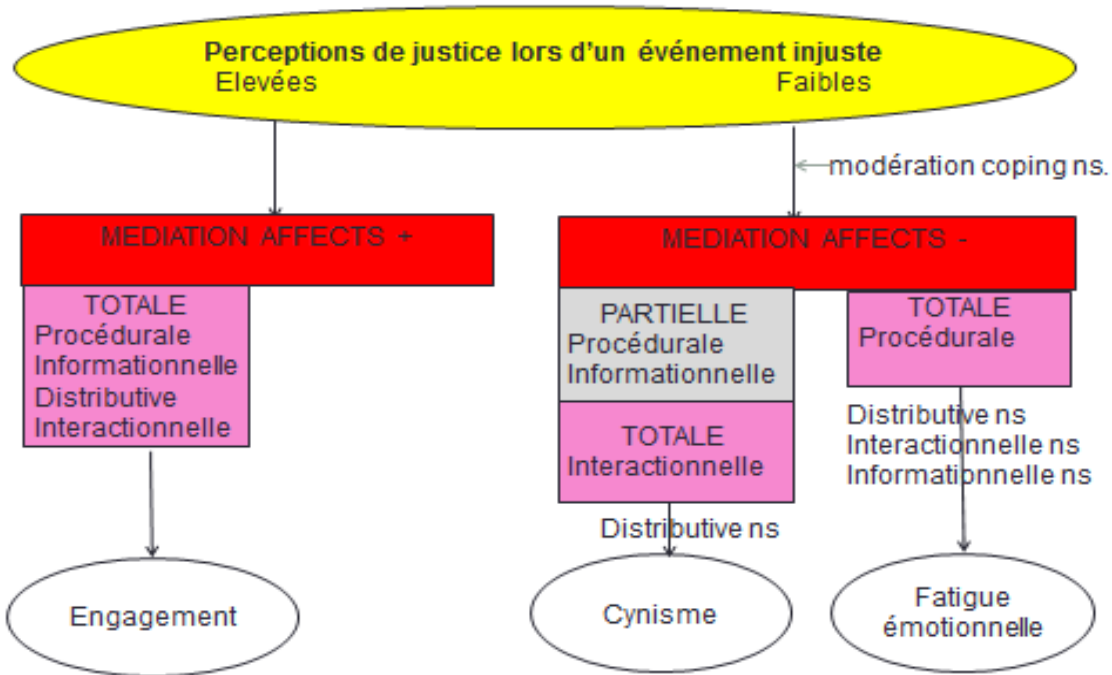 Perceptions de justice lors d'un événement injuste
Elevées Faibles
modération coping ns.
MEDIATION AFFECTS +
TOTALE
Procédurale
Informationnelle
Distributive
Interactionnelle
Engagement
MEDIATION AFFECTS -
PARTIELLE
Procédurale
Informationnelle
TOTALE
Interactionnelle
Distributive ns
Cynisme
TOTALE
Procédurale
Distributive ns
Interactionnelle ns
Informationnelle ns
Fatigue
émotionnelle